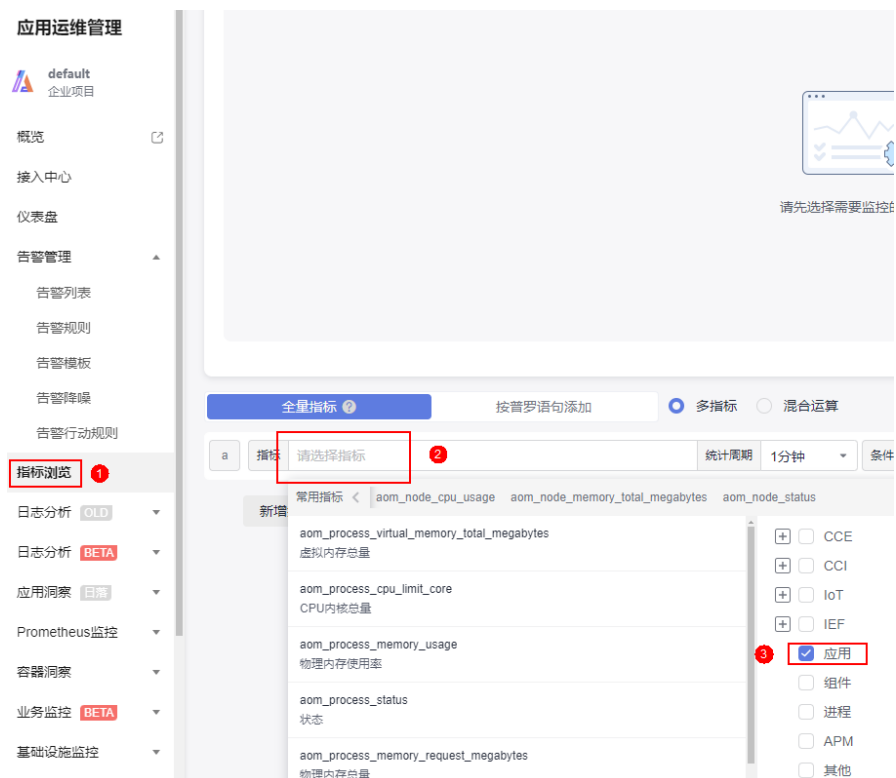 应用运维管理
default
企业项目
概览
接入中心
仪表盘
告警管理
告警列表
告警规则
告警模板
告警降噪
告警行动规则
指标浏览
1
日志分析 OLD
日志分析 BETA
应用洞察 日落
Prometheus监控
容器洞察
业务监控 BETA
基础设施监控
请先选择需要监控的
全量指标 ?
按普罗语句添加
多指标
混合运算
a
指标
请选择指标
2
统计周期
1分钟
条件
新增
常用指标
aom_node_cpu_usage
aom_node_memory_total_megabytes
aom_node_status
aom_process_virtual_memory_total_megabytes
虚拟内存总量
aom_process_cpu_limit_core
CPU内核总量
aom_process_memory_usage
物理内存使用率
aom_process_status
状态
aom_process_memory_request_megabytes
物理内存总量
CCE
CCI
IoT
IEF
3
应用
组件
进程
APM
其他